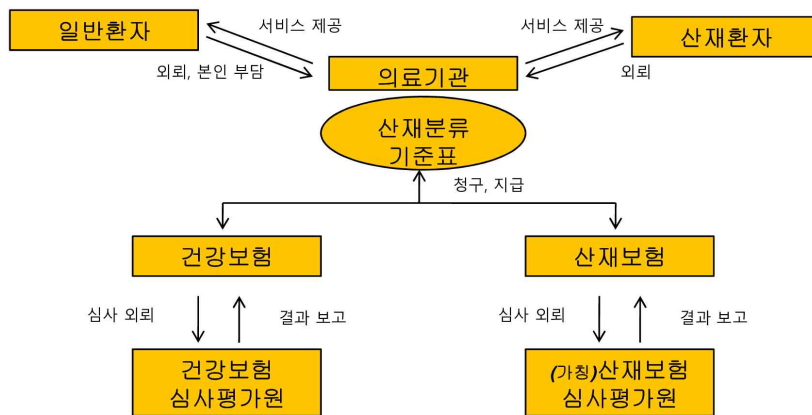 일반환자
서비스 제공
서비스 제공
산재환자
외뢰, 본인 부담
의료기관
외뢰
산재분류
기준표
청구, 지급
건강보험
산재보험
심사 외뢰
결과 보고
심사 외뢰
결과 보고
건강보험
심사평가원
(가칭)산재보험
심사평가원